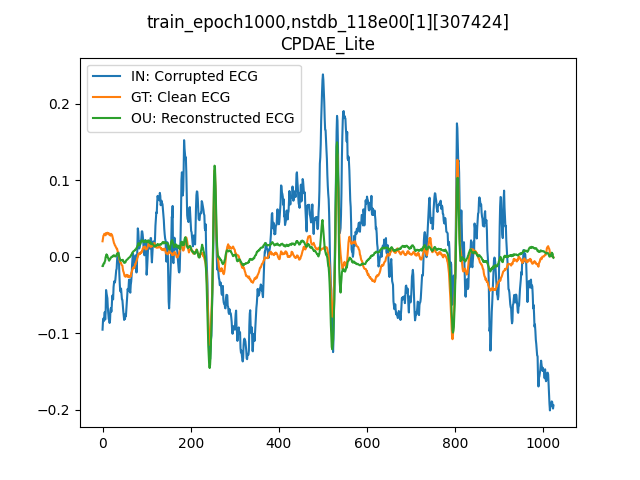 train_epoch1000,nstdb_118e00[1][307424]
CPDAE_Lite
IN: Corrupted ECG
GT: Clean ECG
OU: Reconstructed ECG
0.2
0.1
0.0
−0.1
−0.2
0 200 400 600 800 1000